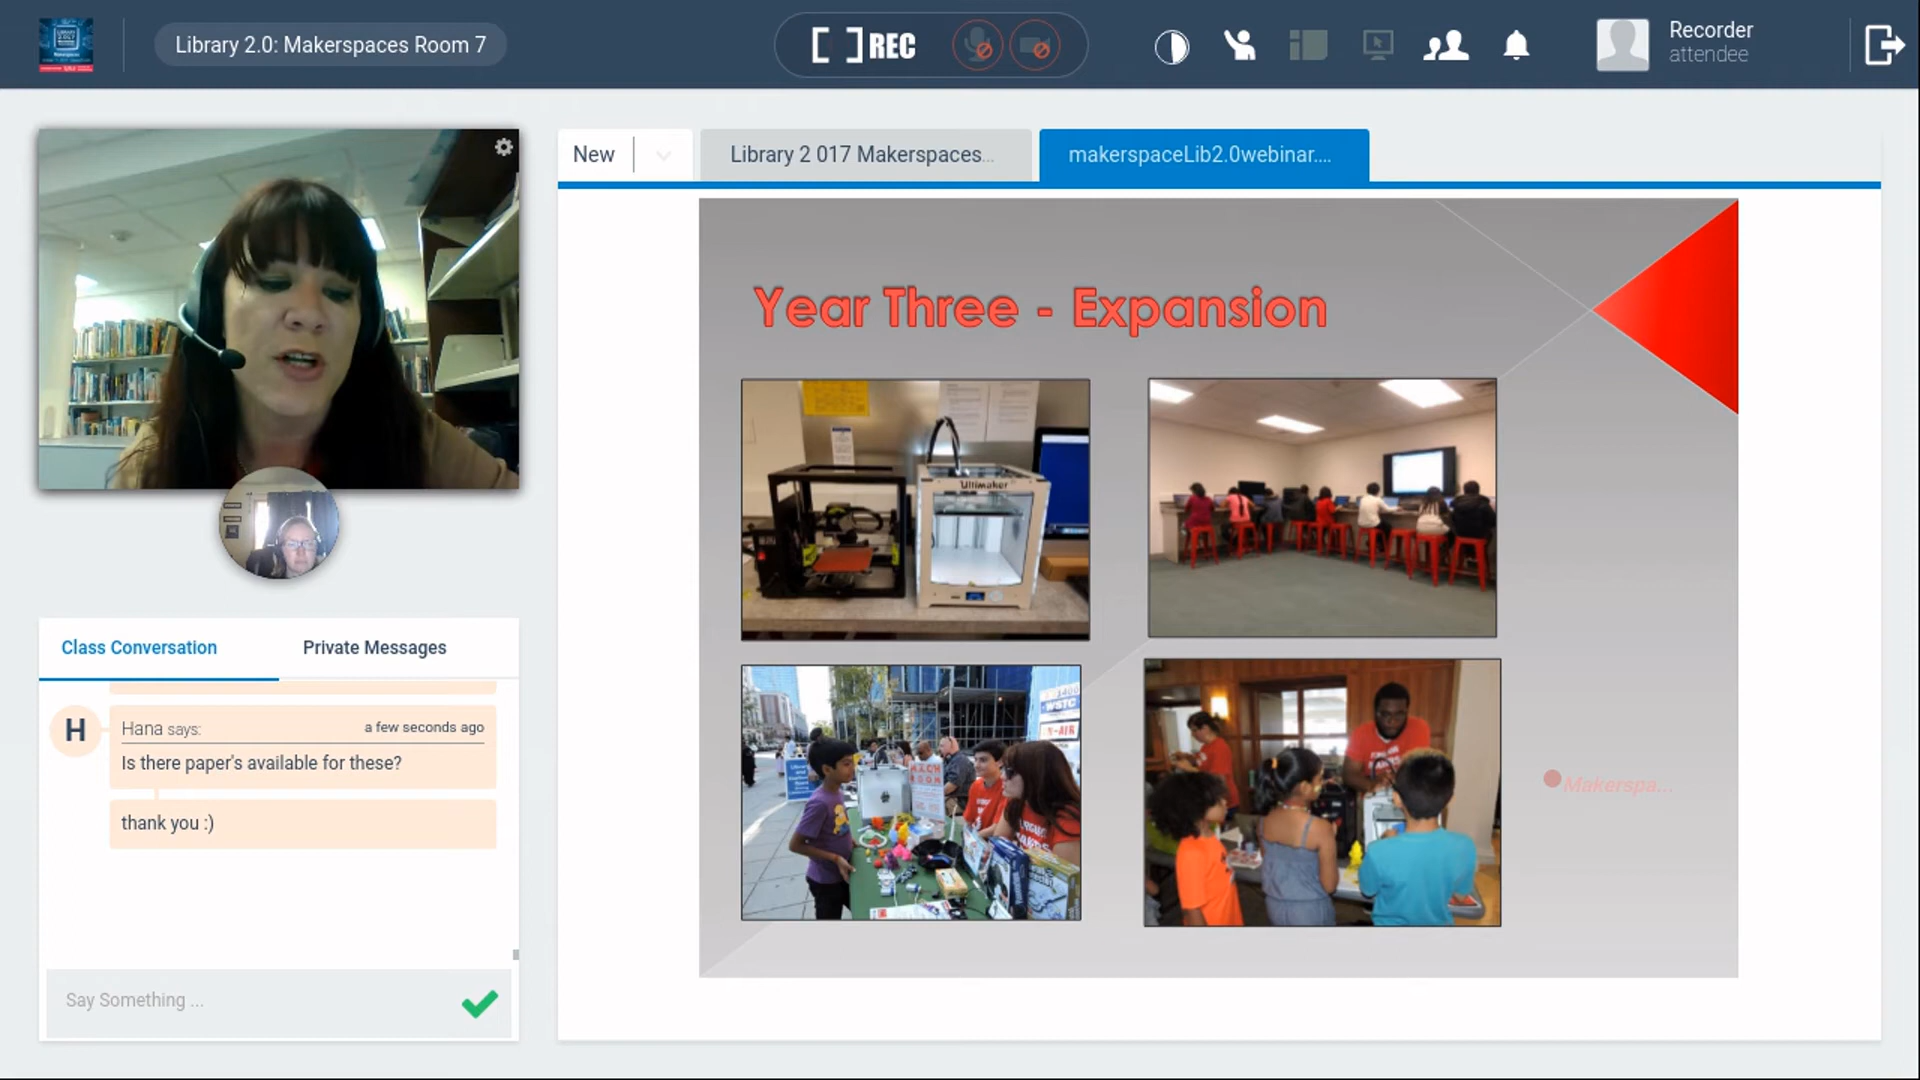 Library 2.0: Makerspaces Room 7
[ ] REC
Recorder
attendee
New
Library 2 017 Makerspaces...
makerspaceLib2.0webinar....
Year Three - Expansion
Ultimaker
WSTC
Makerspa...
Class Conversation
Private Messages
H
Hana says:
a few seconds ago
Is there paper's available for these?
thank you :)
Say Something ...